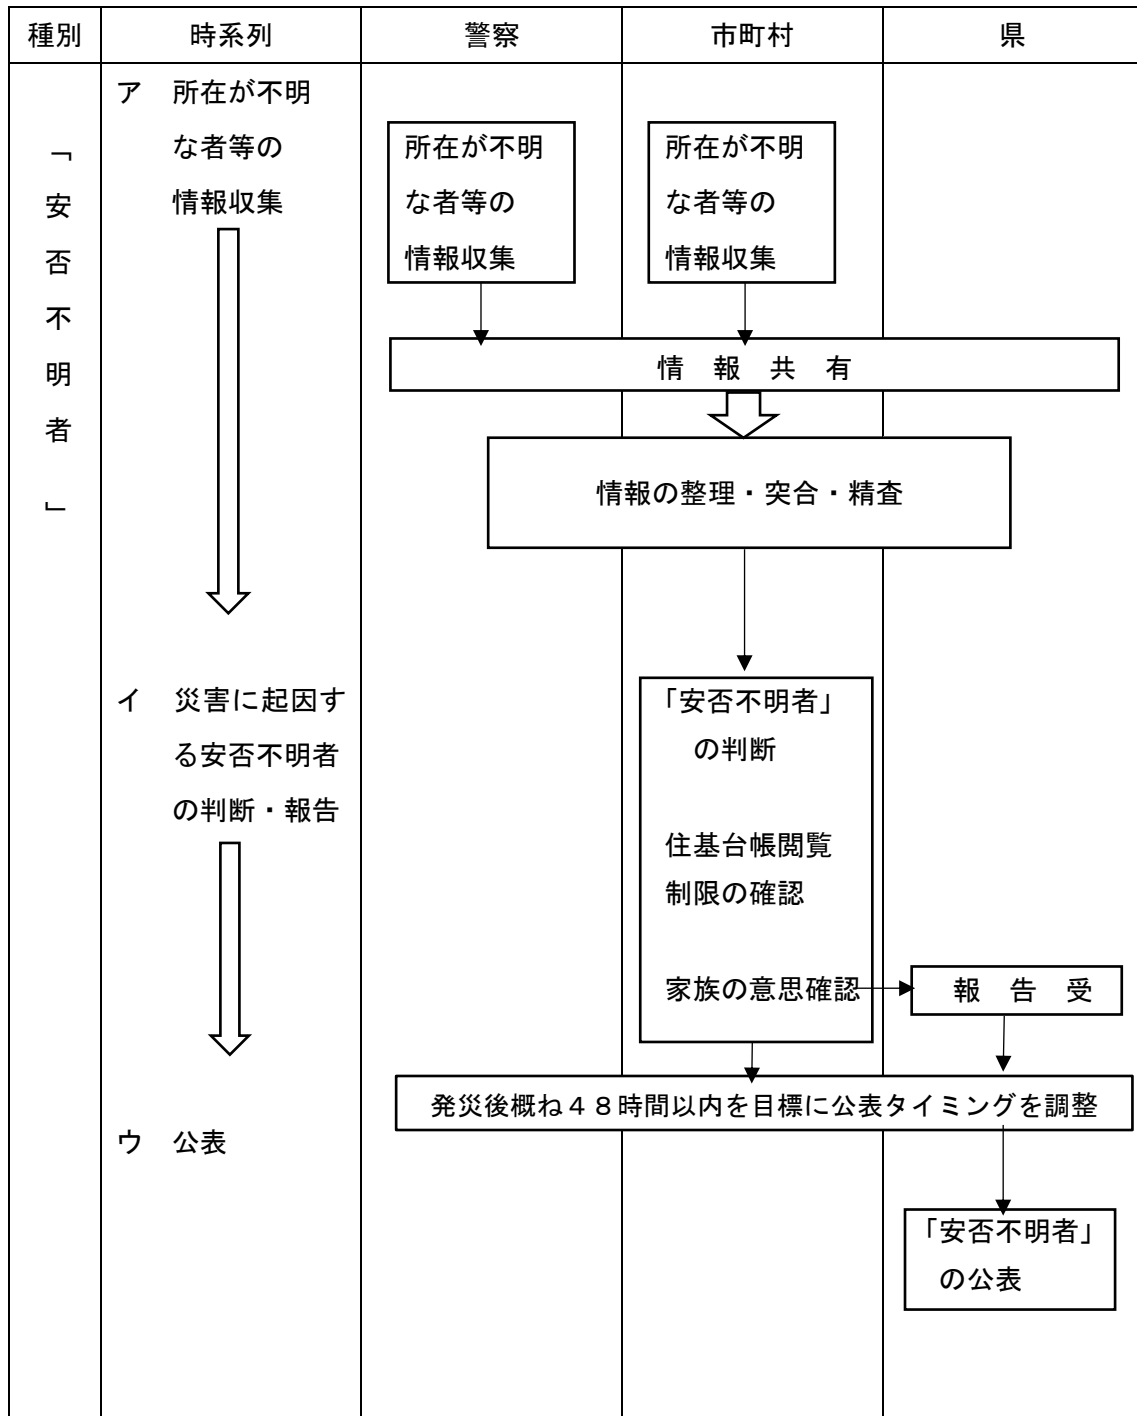 種別
時系列
警察
市町村
県
「安否不明者」
ア 所在が不明
な者等の
情報収集
所在が不明
な者等の
情報収集
所在が不明
な者等の
情報収集
情 報 共 有
情報の整理・突合・精査
イ 災害に起因す
る安否不明者
の判断・報告
「安否不明者」
の判断
住基台帳閲覧
制限の確認
家族の意思確認
報 告 受
発災後概ね48時間以内を目標に公表タイミングを調整
ウ 公表
「安否不明者」
の公表